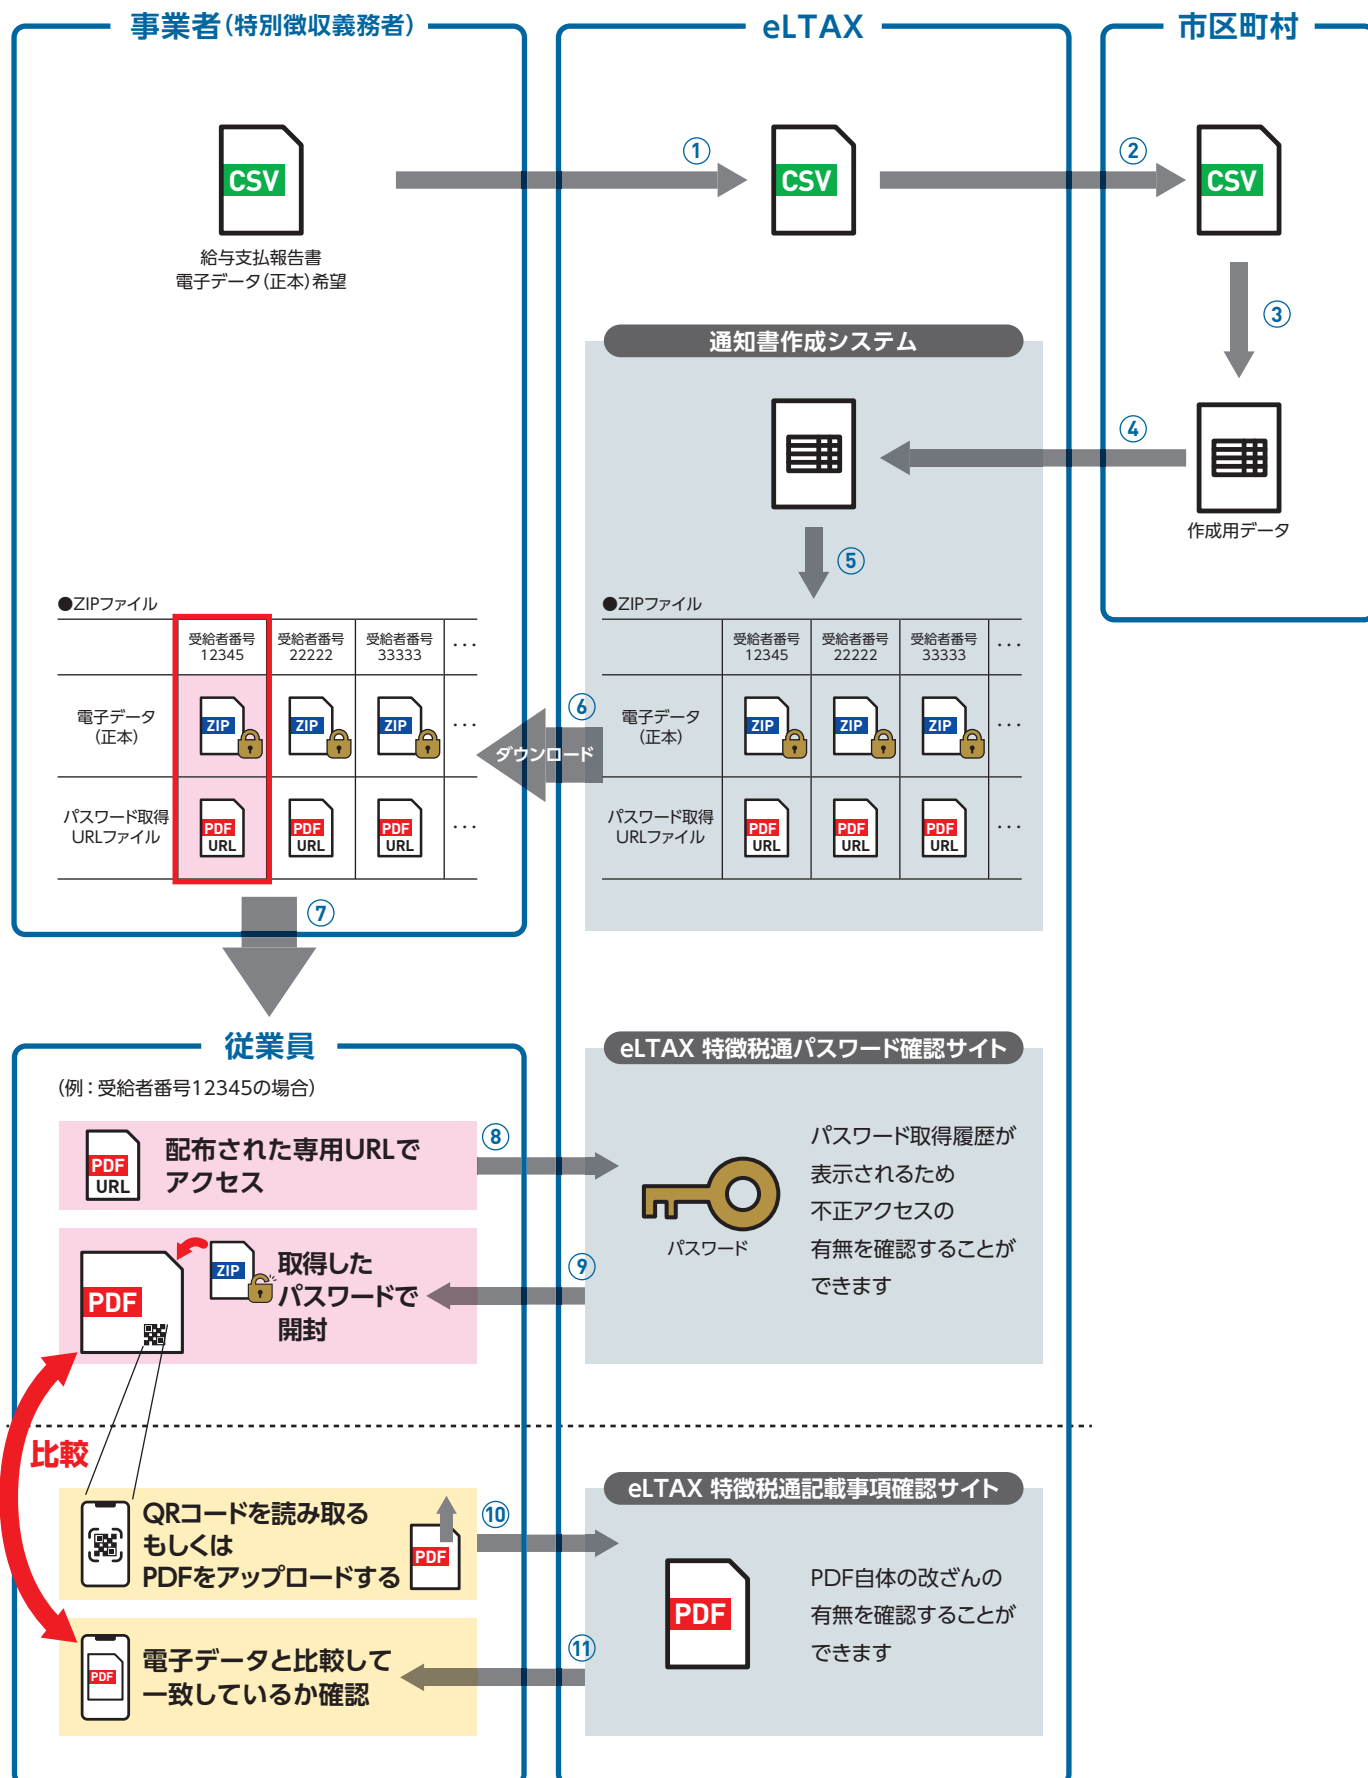 事業者(特別徴収義務者)
eLTAX
市区町村
CSV
①
CSV
②
CSV
給与支払報告書
電子データ(正本)希望
③
通知書作成システム
④
作成用データ
⑤
●ZIPファイル
受給者番号
12345
受給者番号
22222
受給者番号
33333
…
電子データ
(正本)
ZIP
ZIP
ZIP
…
パスワード取得
URLファイル
PDF
URL
PDF
URL
PDF
URL
…
⑥
ダウンロード
●ZIPファイル
受給者番号
12345
受給者番号
22222
受給者番号
33333
…
電子データ
(正本)
ZIP
ZIP
ZIP
…
パスワード取得
URLファイル
PDF
URL
PDF
URL
PDF
URL
…
⑦
従業員
(例：受給者番号12345の場合)
PDF
URL
配布された専用URLで
アクセス
⑧
PDF
ZIP
取得した
パスワードで
開封
⑨
eLTAX 特徴税通パスワード確認サイト
パスワード
パスワード取得履歴が
表示されるため
不正アクセスの
有無を確認することが
できます
比較
QRコードを読み取る
もしくは
PDFをアップロードする
PDF
⑩
PDF
電子データと比較して
一致しているか確認
⑪
eLTAX 特徴税通記載事項確認サイト
PDF
PDF自体の改ざんの
有無を確認することが
できます